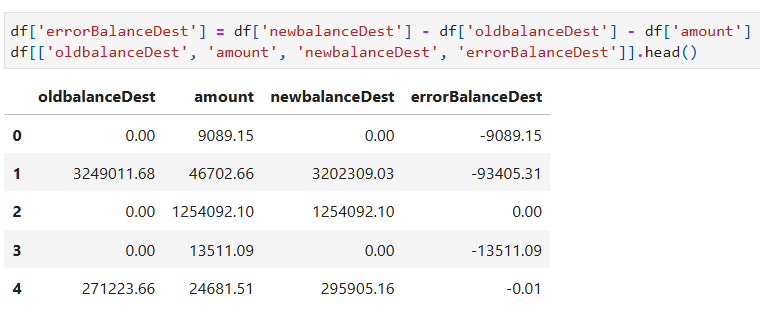 df['errorBalanceDest'] = df['newbalanceDest'] - df['oldbalanceDest'] - df['amount']
df[['oldbalanceDest', 'amount', 'newbalanceDest', 'errorBalanceDest']].head()
oldbalanceDest amount newbalanceDest errorBalanceDest
0 0.00 9089.15 0.00 -9089.15
1 3249011.68 46702.66 3202309.03 -93405.31
2 0.00 1254092.10 1254092.10 0.00
3 0.00 13511.09 0.00 -13511.09
4 271223.66 24681.51 295905.16 -0.01